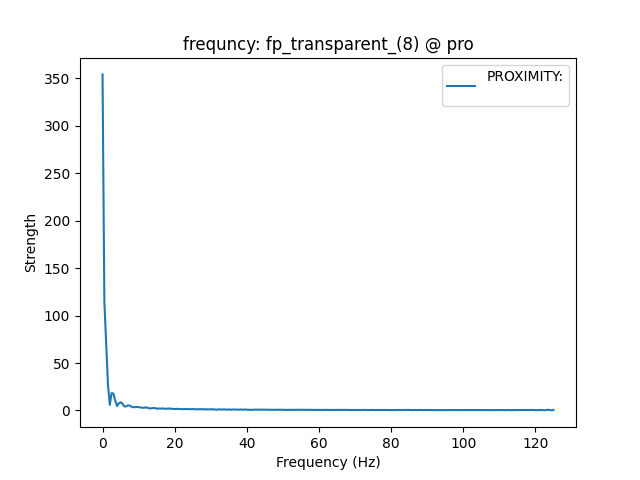 frequncy: fp_transparent_(8) @ pro
PROXIMITY:
Strength
350
300
250
200
150
100
50
0
0 20 40 60 80 100 120
Frequency (Hz)